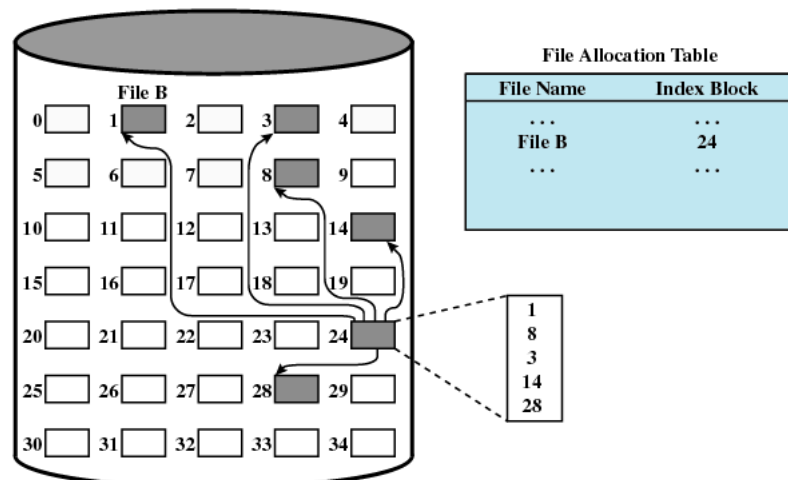 File B
0 1 2 3 4
5 6 7 8 9
10 11 12 13 14
15 16 17 18 19
20 21 22 23 24
25 26 27 28 29
30 31 32 33 34
File Allocation Table
File Name Index Block
... ...
File B 24
... ...
1
8
3
14
28